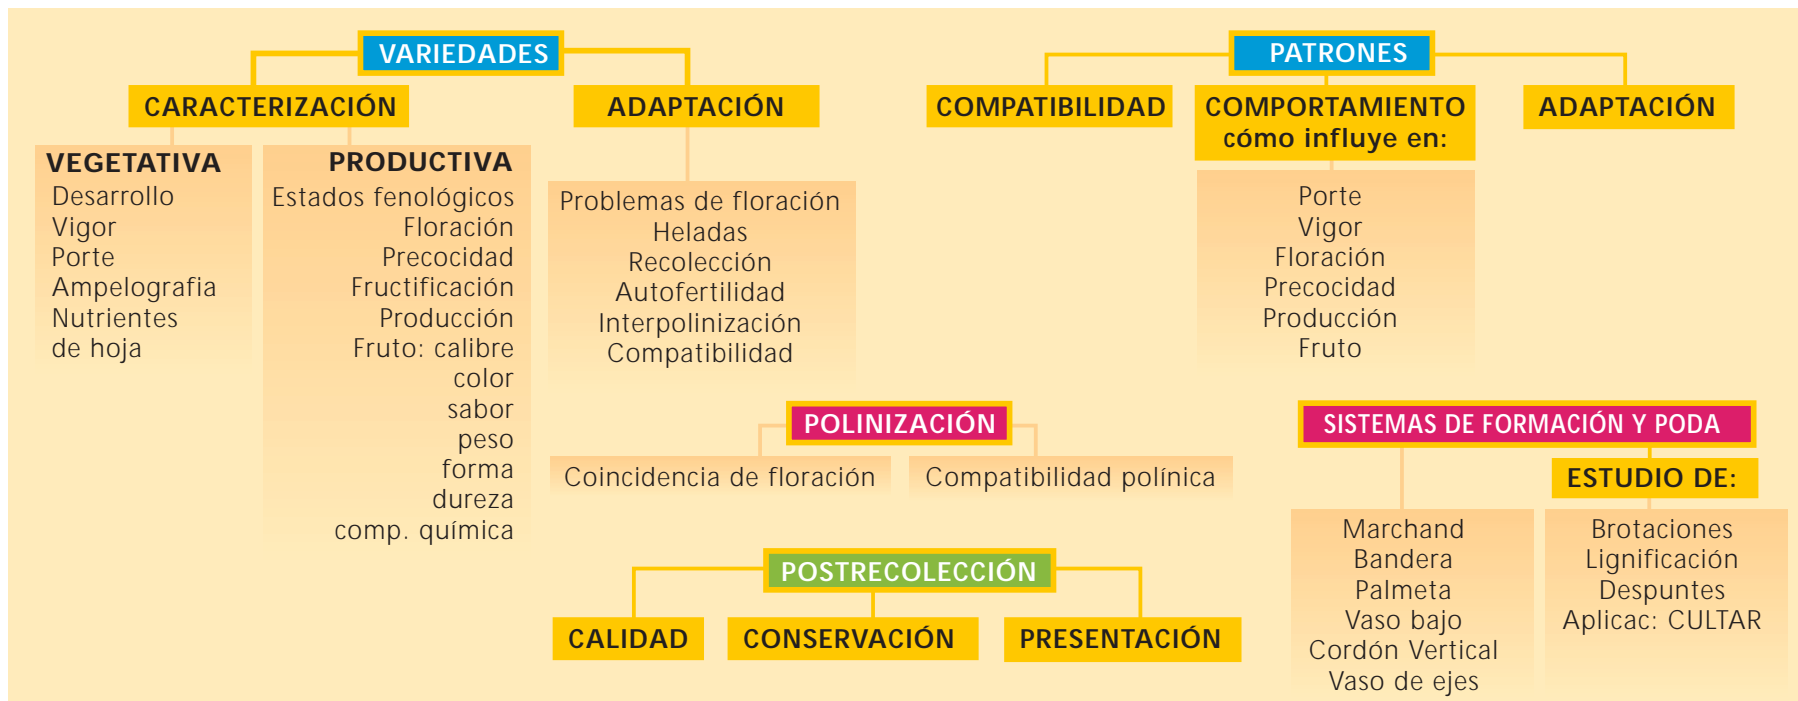 VARIEDADES
CARACTERIZACIÓN
VEGETATIVA
Desarrollo
Vigor
Porte
Ampelografia
Nutrientes
de hoja
PRODUCTIVA
Estados fenológicos
Floración
Precocidad
Fructificación
Producción
Fruto: calibre
color
sabor
peso
forma
dureza
comp. química
ADAPTACIÓN
Problemas de floración
Heladas
Recolección
Autofertilidad
Interpolinización
Compatibilidad
PATRONES
COMPATIBILIDAD
COMPORTAMIENTO
cómo influye en:
Porte
Vigor
Floración
Precocidad
Producción
Fruto
ADAPTACIÓN
POLINIZACIÓN
Coincidencia de floración
Compatibilidad polínica
SISTEMAS DE FORMACIÓN Y PODA
Marchand
Bandera
Palmeta
Vaso bajo
Cordón Vertical
Vaso de ejes
ESTUDIO DE:
Brotaciones
Lignificación
Despuntes
Aplicac: CULTAR
POSTRECOLECCIÓN
CALIDAD
CONSERVACIÓN
PRESENTACIÓN